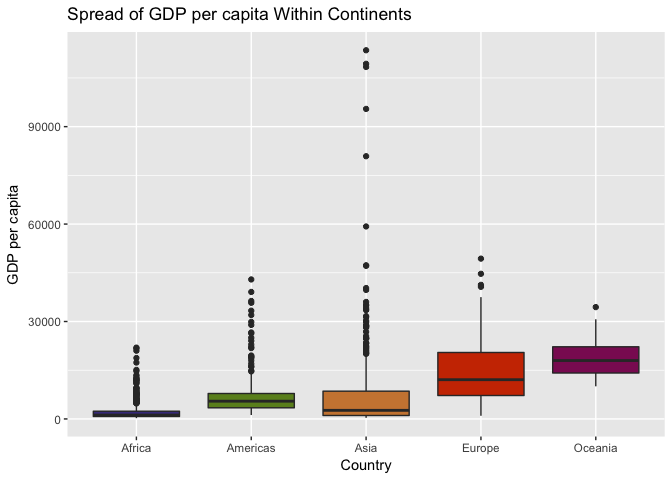 Spread of GDP per capita Within Continents
GDP per capita
90000
60000
30000
0
Africa Americas Asia Europe Oceania
Country